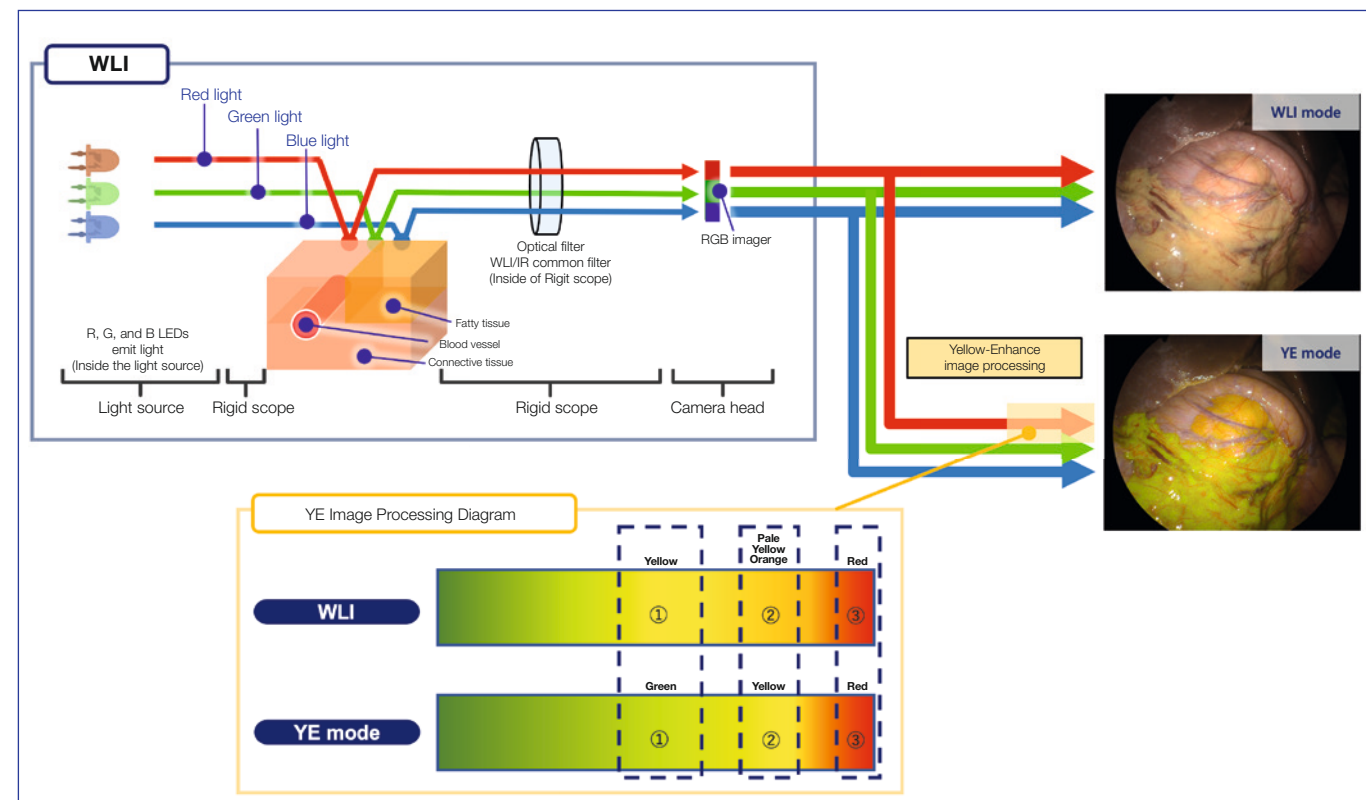 WLI
Red light
Green light
Blue light
Optical filter
WLI/IR common filter
(Inside of Rigit scope)
RGB imager
Fatty tissue
Blood vessel
Connective tissue
R, G, and B LEDs
emit light
(Inside the light source)
Light source
Rigid scope
Rigid scope
Camera head
WLI mode
Yellow-Enhance
image processing
YE mode
YE Image Processing Diagram
Yellow
Pale
Yellow
Orange
Red
WLI
①
②
③
Green
Yellow
Red
YE mode
①
②
③